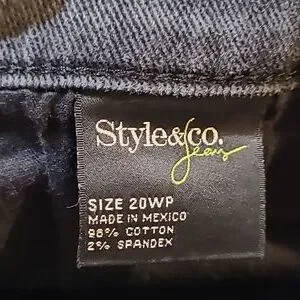 Style&co.
Jeans
SIZE 20WP
MADE IN MEXICO
98% COTTON
2% SPANDEX